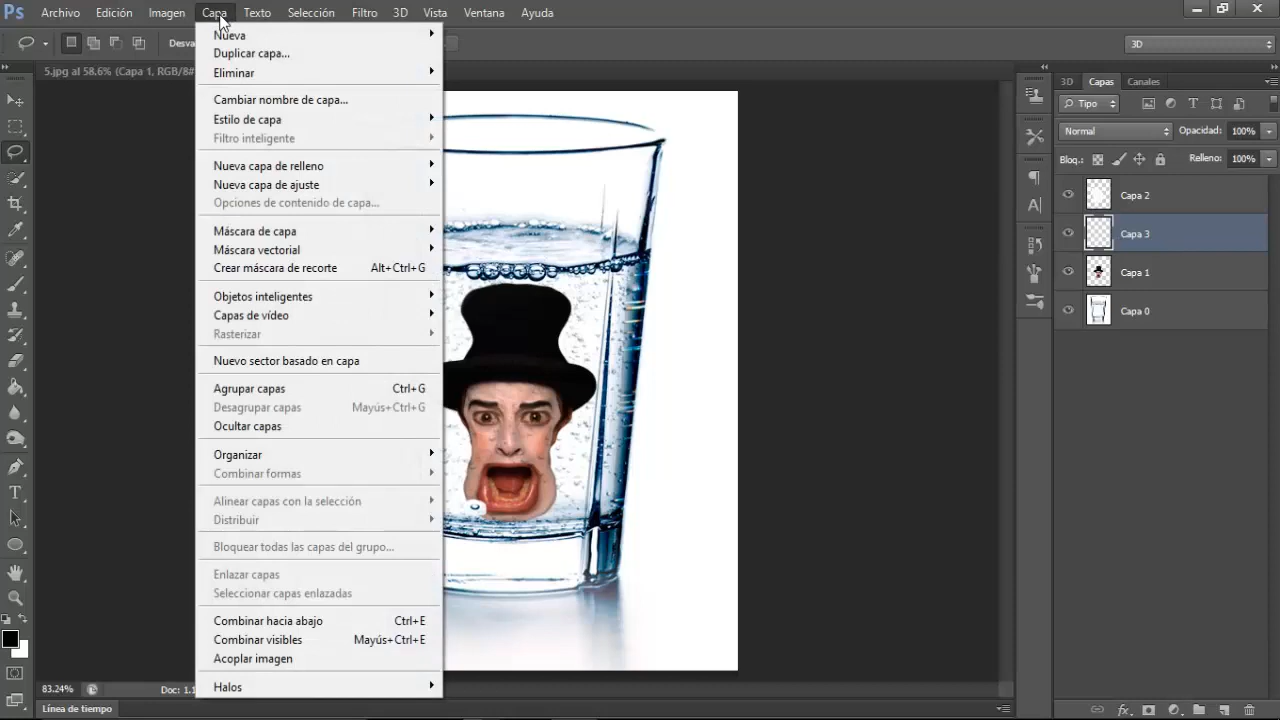 Ps Archivo Edición Imagen Capa Texto Selección Filtro 3D Vista Ventana Ayuda
Desva
3D
5.jpg al 58.6% (Capa 1, RGB/8#
Nueva
Duplicar capa...
Eliminar
Cambiar nombre de capa...
Estilo de capa
Filtro inteligente
Nueva capa de relleno
Nueva capa de ajuste
Opciones de contenido de capa...
Máscara de capa
Máscara vectorial
Crear máscara de recorte Alt+Ctrl+G
Objetos inteligentes
Capas de vídeo
Rasterizar
Nuevo sector basado en capa
Agrupar capas Ctrl+G
Desagrupar capas Mayús+Ctrl+G
Ocultar capas
Organizar
Combinar formas
Alinear capas con la selección
Distribuir
Bloquear todas las capas del grupo...
Enlazar capas
Seleccionar capas enlazadas
Combinar hacia abajo Ctrl+E
Combinar visibles Mayús+Ctrl+E
Acoplar imagen
Halos
3D Capas Canales
Tipo
Normal Opacidad: 100%
Bloq.: Relleno: 100%
Capa 2
Capa 3
Capa 1
Capa 0
83.24% Doc: 1.1
Línea de tiempo